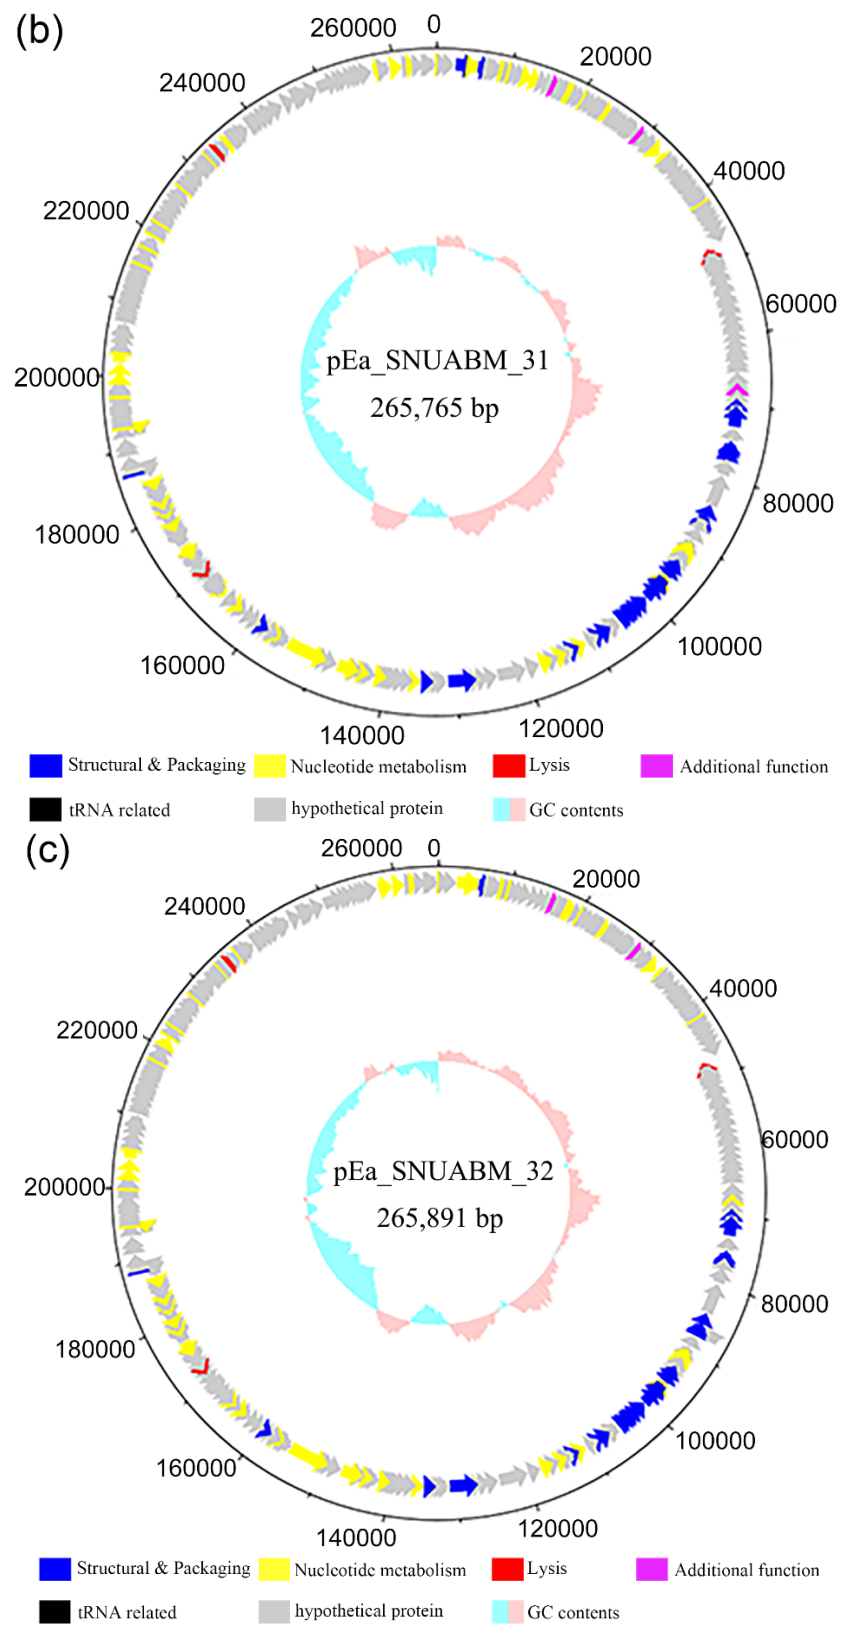 (b)
0
20000
40000
60000
80000
100000
120000
140000
160000
180000
200000
220000
240000
260000
pEa_SNUABM_31
265,765 bp
Structural & Packaging
Nucleotide metabolism
Lysis
Additional function
tRNA related
hypothetical protein
GC contents
(c)
0
20000
40000
60000
80000
100000
120000
140000
160000
180000
200000
220000
240000
260000
pEa_SNUABM_32
265,891 bp
Structural & Packaging
Nucleotide metabolism
Lysis
Additional function
tRNA related
hypothetical protein
GC contents